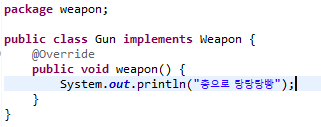 package weapon;
public class Gun implements Weapon {
@Override
public void weapon() {
System.out.println("총으로 탕탕탕빵");
}
}